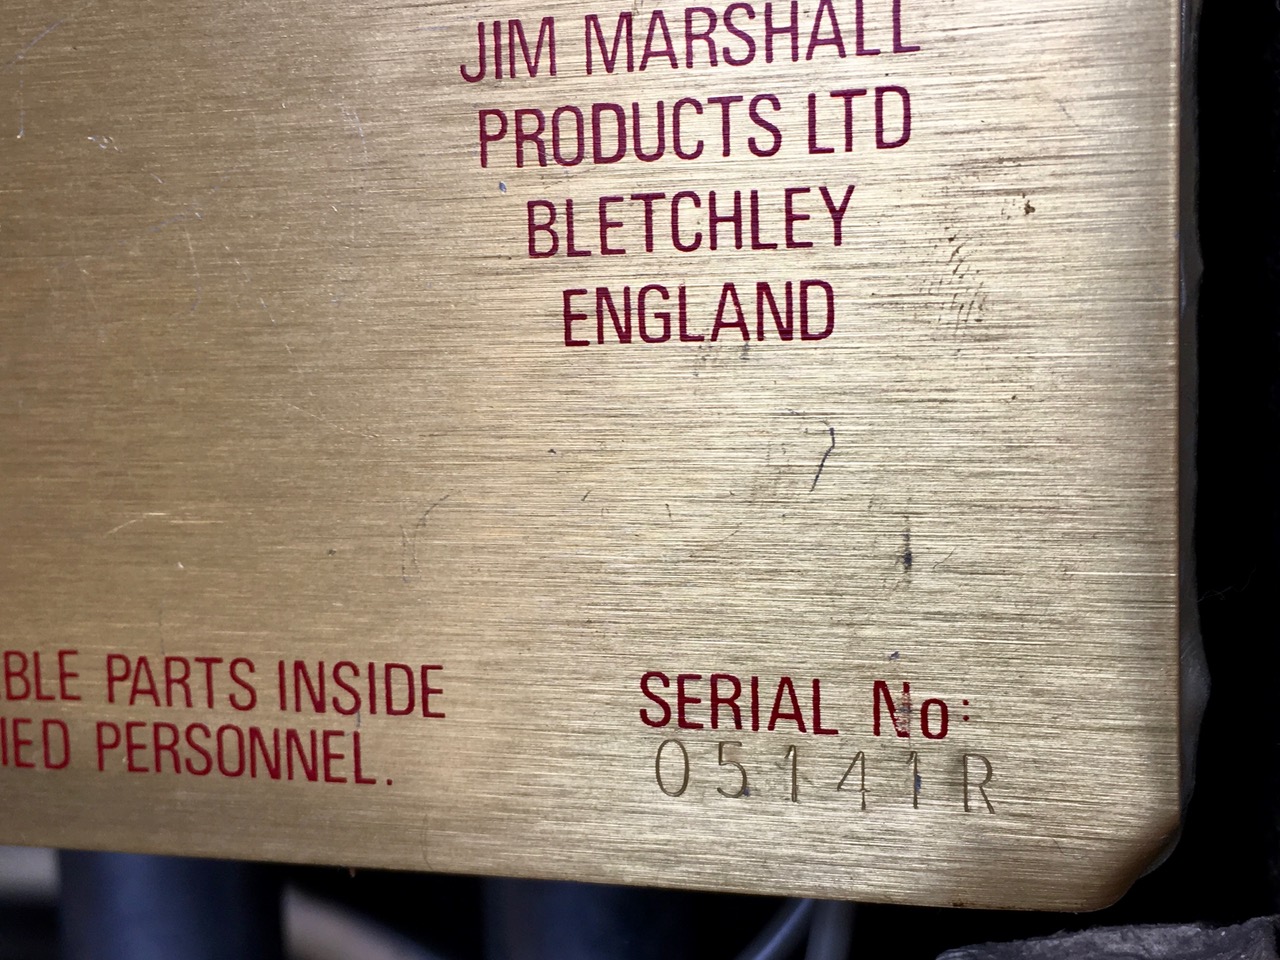 JIM MARSHALL
PRODUCTS LTD
BLETCHLEY
ENGLAND
BLE PARTS INSIDE
IED PERSONNEL.
SERIAL No:
05141R